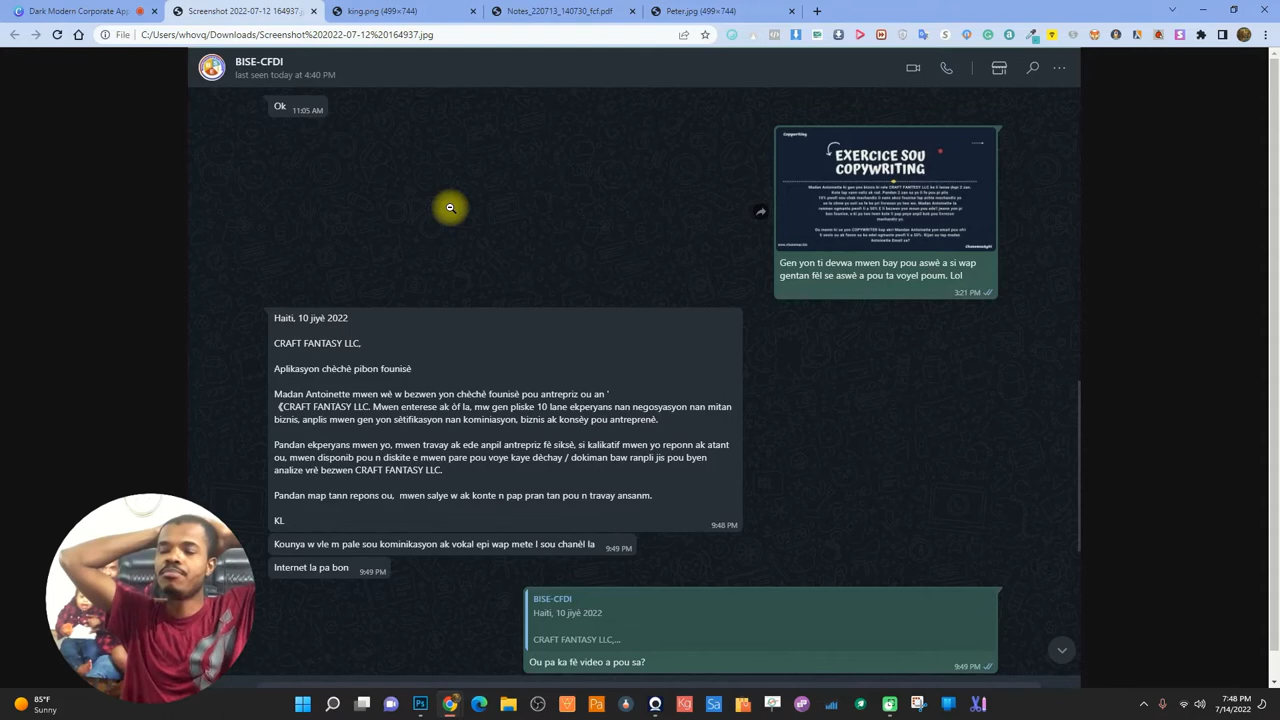 Dark Modern Corporate App
Screenshot 2022-07-12 164937.jpg
king.png (499×744)
Notes_220713_140730_fcf.pdf
Peter.jpg (499×744)
File
C:/Users/whovq/Downloads/Screenshot%202022-07-12%20164937.jpg
BISE-CFDI
last seen today at 4:40 PM
Ok
11:05 AM
Copywriting
EXERCICE SOU
COPYWRITING
Gen yon ti devwa mwen bay pou aswè a si wap
gentan fèl se aswè a pou ta voyel poum. Lol
3:21 PM
Haiti, 10 jiyè 2022
CRAFT FANTASY LLC,
Aplikasyon chèchè pibon founisè
Madan Antoinette mwen wè w bezwen yon chèchè founisè pou antrepriz ou an '
《CRAFT FANTASY LLC. Mwen enterese ak òf la, mw gen pliske 10 lane ekperyans nan negosyasyon nan mitan
biznis, anplis mwen gen yon sètifikasyon nan kominiasyon, biznis ak konsèy pou antreprenè.
Pandan ekperyans mwen yo, mwen travay ak ede anpil antrepriz fè siksè, si kalikatif mwen yo reponn ak atant
ou, mwen disponib pou n diskite e mwen pare pou voye kaye dèchay / dokiman baw ranpli jis pou byen
analize vrè bezwen CRAFT FANTASY LLC.
Pandan map tann repons ou, mwen salye w ak konte n pap pran tan pou n travay ansanm.
KL
9:48 PM
Kounya w vle m pale sou kominikasyon ak vokal epi wap mete l sou chanèl la
9:49 PM
Internet la pa bon
9:49 PM
BISE-CFDI
Haiti, 10 jiyè 2022
CRAFT FANTASY LLC,...
Ou pa ka fè video a pou sa?
9:49 PM
85°F
Sunny
7:48 PM
7/14/2022